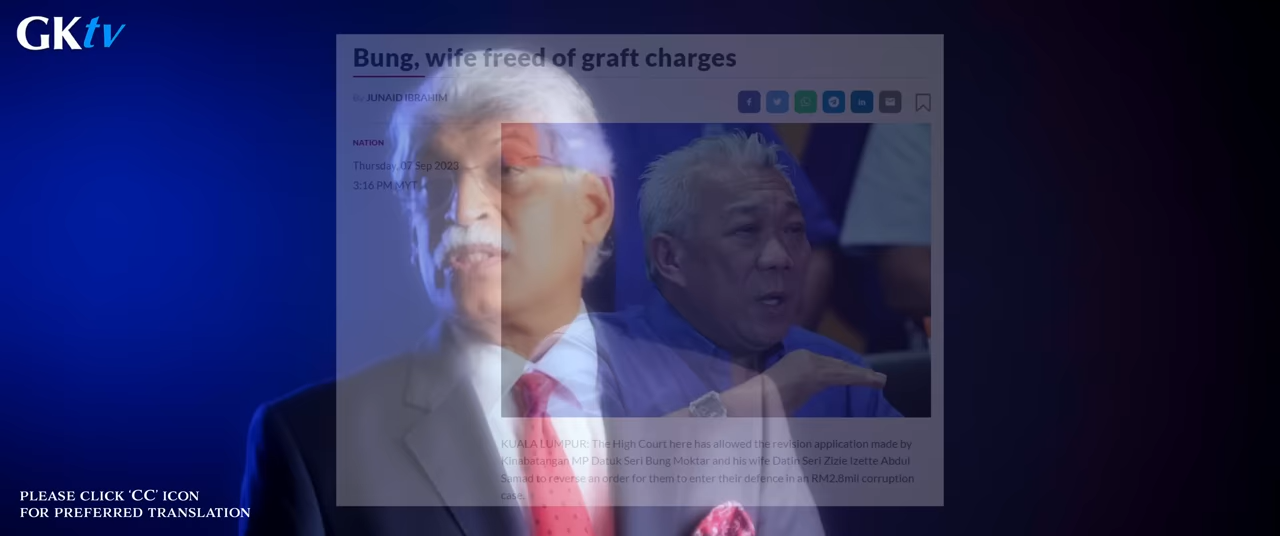 GKtv
Bung, wife freed of graft charges
By JUNAID IBRAHIM
NATION
Thursday, 07 Sep 2023
3:16 PM MYT
KUALA LUMPUR: The High Court here has allowed the revision application made by
Kinabatangan MP Datuk Seri Bung Moktar and his wife Datin Seri Zizie Izette Abdul
Samad to reverse an order for them to enter their defence in an RM2.8mil corruption
case.
PLEASE CLICK 'CC' ICON
FOR PREFERRED TRANSLATION